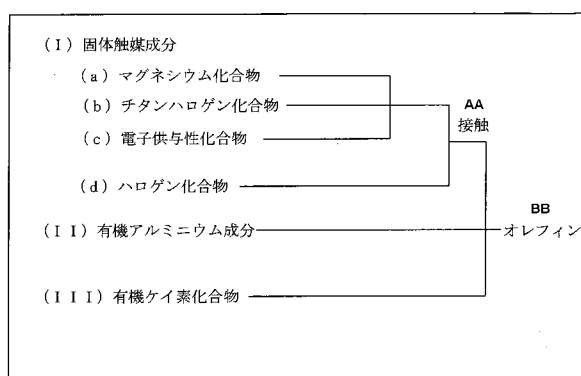 (Ⅰ) 固体触媒成分
(a) マグネシウム化合物
(b) チタンハロゲン化合物
AA
接触
(c) 電子供与性化合物
(d) ハロゲン化合物
BB
(ⅠⅠ) 有機アルミニウム成分
オレフィン
(ⅠⅠⅠ) 有機ケイ素化合物